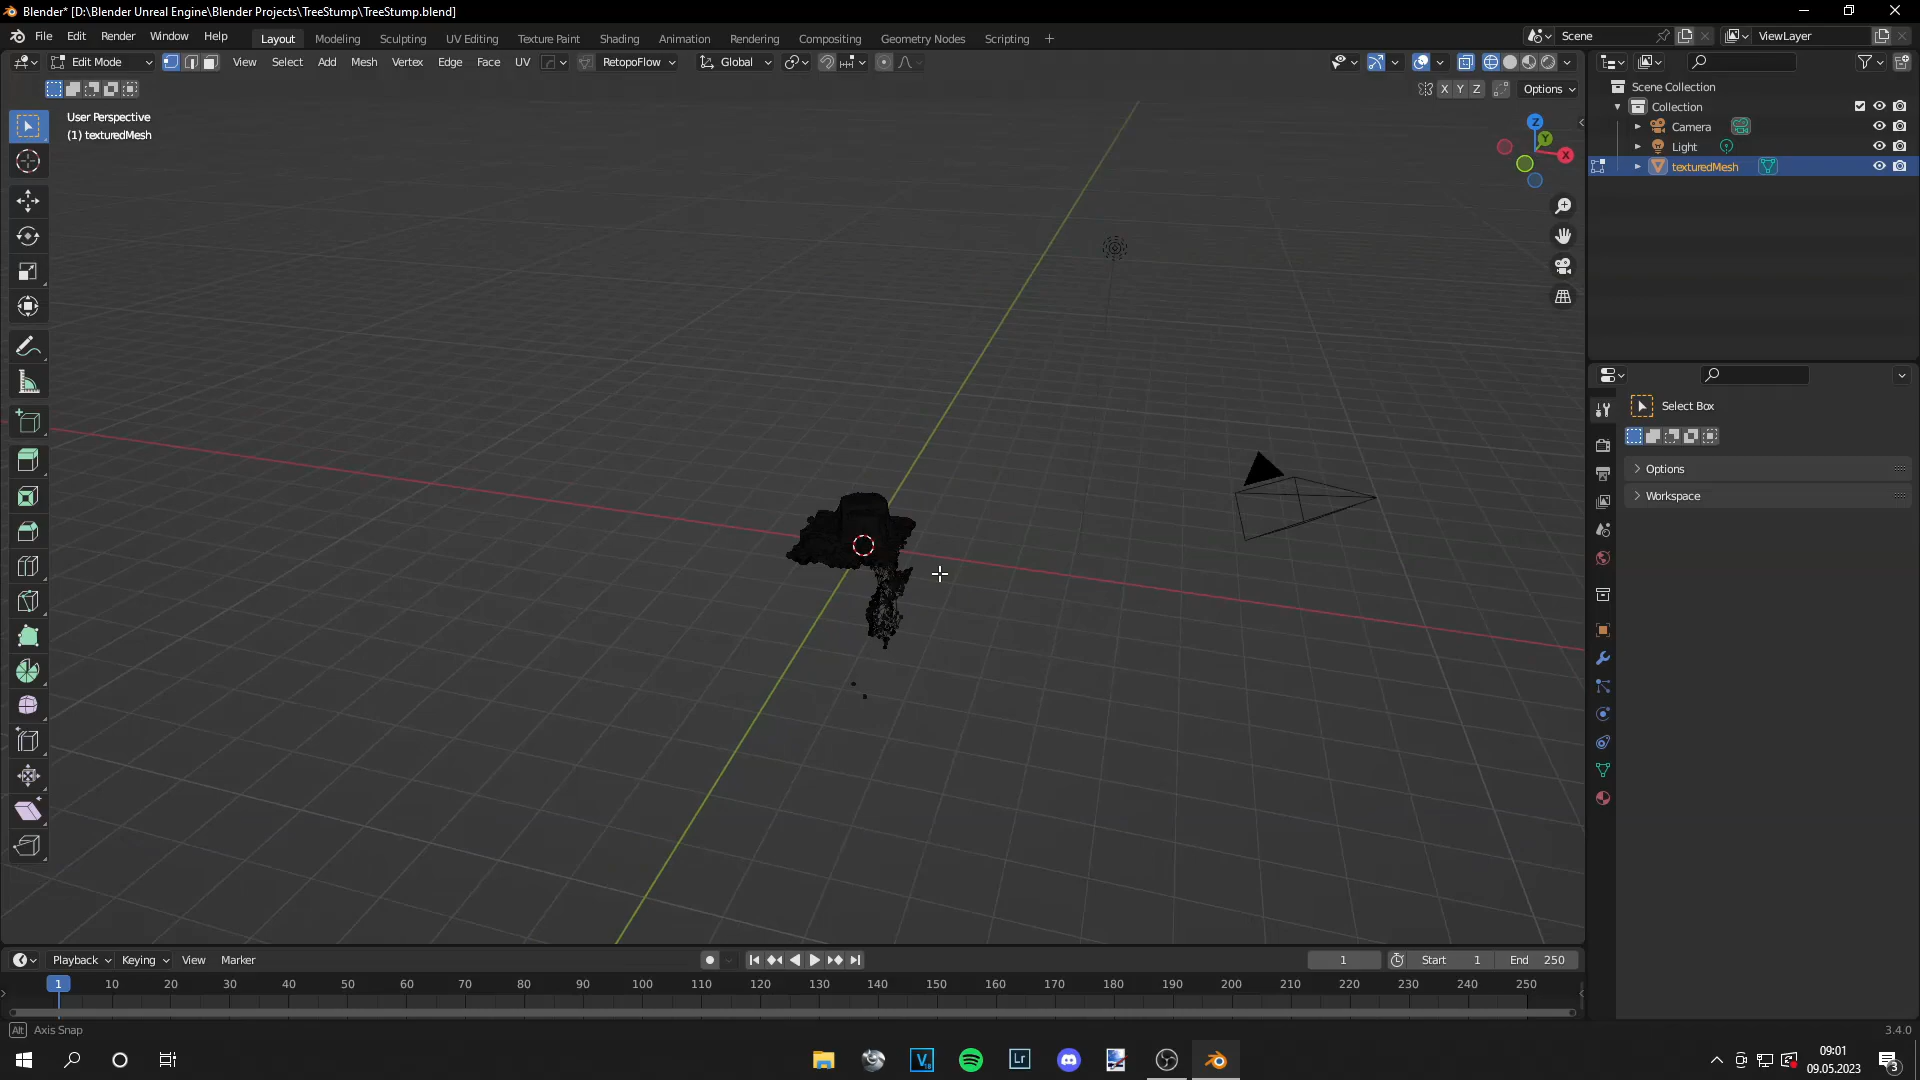 Blender* [D:\Blender Unreal Engine\Blender Projects\TreeStump\TreeStump.blend]
File Edit Render Window Help Layout Modeling Sculpting UV Editing Texture Paint Shading Animation Rendering Compositing Geometry Nodes Scripting + Scene ViewLayer
Edit Mode View Select Add Mesh Vertex Edge Face UV RetopoFlow Global
X Y Z Options
User Perspective
(1) texturedMesh
Z
Y
X
Scene Collection
Collection
Camera
Light
texturedMesh
Select Box
Options
Workspace
Playback Keying View Marker 1 Start 1 End 250
1 10 20 30 40 50 60 70 80 90 100 110 120 130 140 150 160 170 180 190 200 210 220 230 240 250
Alt Axis Snap 3.4.0
V
18
Lr
09:01
09.05.2023
3